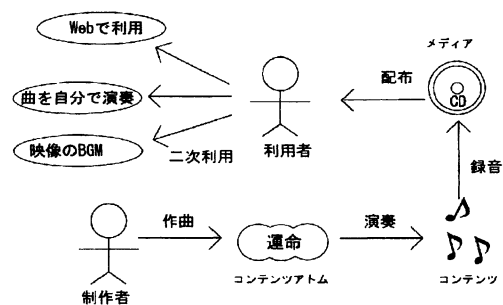 Webで利用
曲を自分で演奏
映像のBGM
二次利用
利用者
配布
メディア
CD
録音
制作者
作曲
運命
コンテンツアトム
演奏
コンテンツ